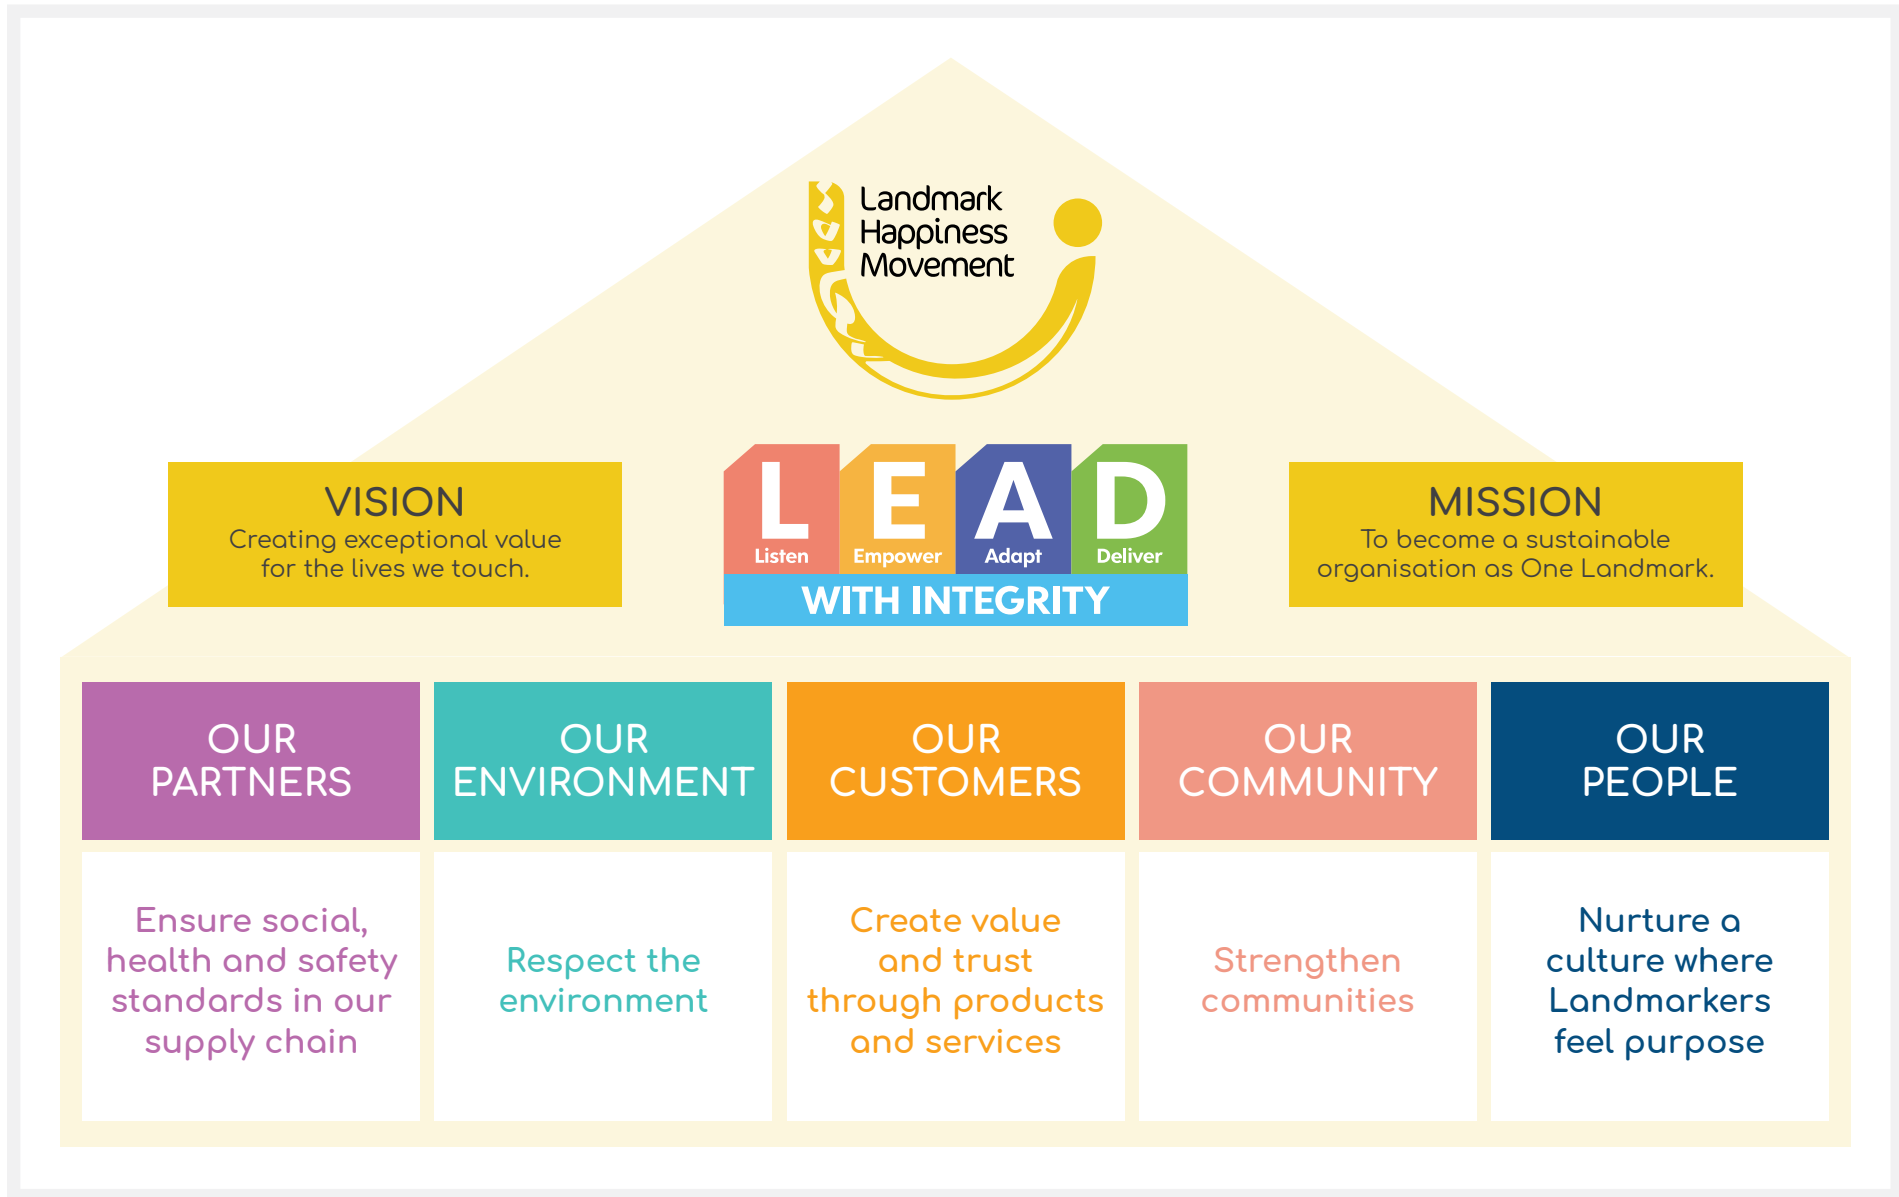 Landmark
Happiness
Movement
VISION
Creating exceptional value
for the lives we touch.
L E A D
Listen Empower Adapt Deliver
WITH INTEGRITY
MISSION
To become a sustainable
organisation as One Landmark.
OUR
PARTNERS
Ensure social,
health and safety
standards in our
supply chain
OUR
ENVIRONMENT
Respect the
environment
OUR
CUSTOMERS
Create value
and trust
through products
and services
OUR
COMMUNITY
Strengthen
communities
OUR
PEOPLE
Nurture a
culture where
Landmarkers
feel purpose